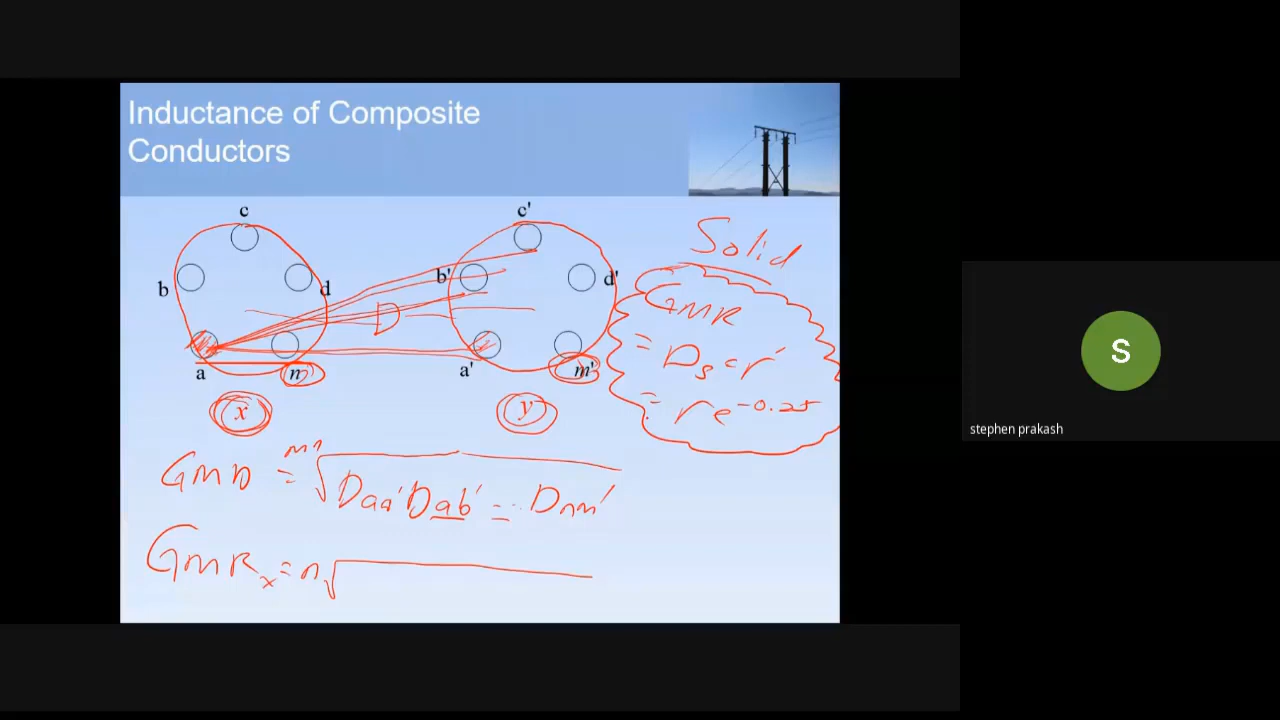 Inductance of Composite
Conductors
c
c'
Solid
b
d
b'
d'
D
GMR
a
n
a'
m'
= Ds = r'
x
y
= re-0.25
S
stephen prakash
GMD = mn√Daa' Dab' = ... Dnm'
GMRx = n√